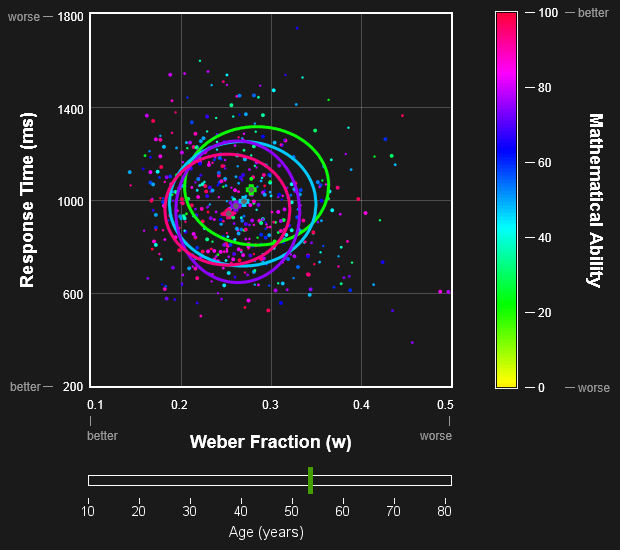 worse
1800
1400
1000
600
better
200
Response Time (ms)
0.1
0.2
0.3
0.4
0.5
better
worse
Weber Fraction (w)
100
better
80
60
40
20
0
worse
Mathematical Ability
10
20
30
40
50
60
70
80
Age (years)